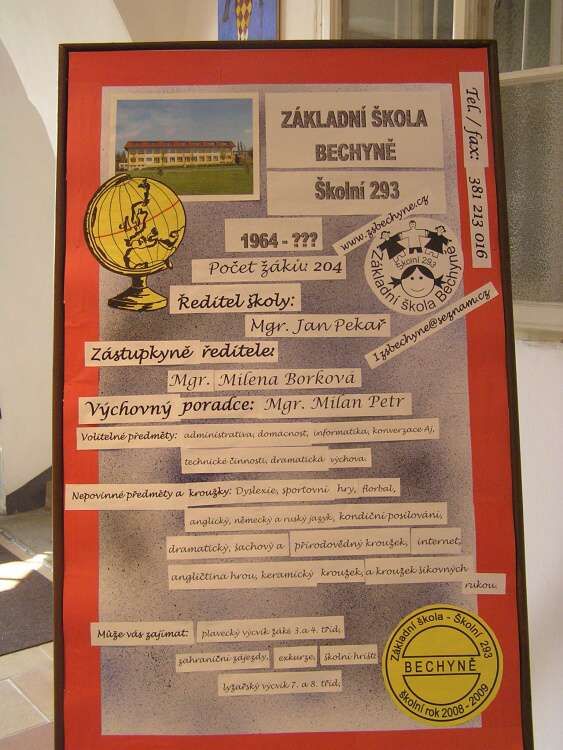 ZÁKLADNÍ ŠKOLA
BECHYNĚ
Školní 293
Tel. / fax: 381 213 016
1964 - ???
www.zsbechyne.cz
Počet žáků: 204
Školní 293
Základní škola Bechyně
Ředitel školy:
Mgr. Jan Pekař
1zsbechyne@seznam.cz
Zástupkyně ředitele:
Mgr. Milena Borková
Výchovný poradce: Mgr. Milan Petr
Volitelné předměty: administrativa, domácnost, informatika, konverzace Aj,
technické činnosti, dramatická výchova.
Nepovinné předměty a kroužky: Dyslexie, sportovní hry, florbal,
anglický, německý a ruský jazyk, kondiční posilování,
dramatický, šachový a přírodovědný kroužek, internet,
angličtina hrou, keramický kroužek, a kroužek šikovných
rukou.
Může vás zajímat: plavecký výcvik žáků 3.a 4. tříd,
zahraniční zájezdy, exkurze, školní hřiště
lyžařský výcvik 7. a 8. tříd,
Základní škola - Školní 293
BECHYNĚ
školní rok 2008 - 2009